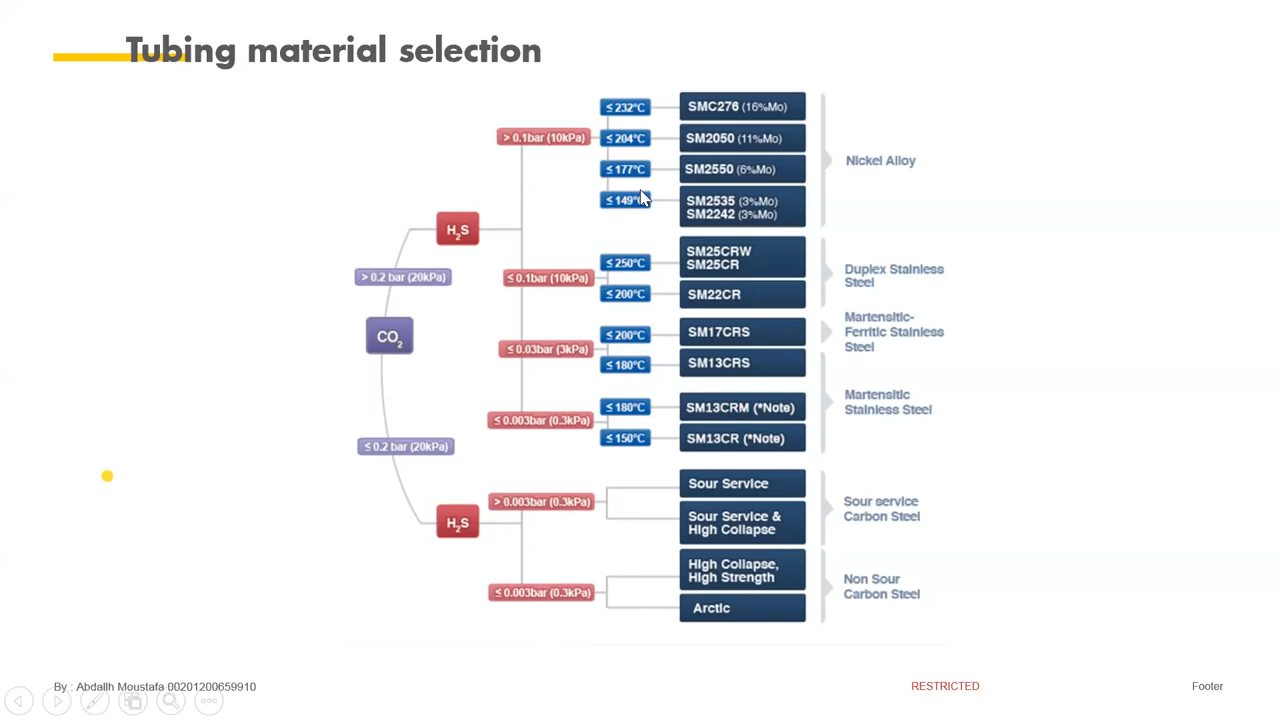 Tubing material selection
≤ 232°C
SMC276 (16%Mo)
> 0.1bar (10kPa)
≤ 204°C
SM2050 (11%Mo)
Nickel Alloy
≤ 177°C
SM2550 (6%Mo)
≤ 149°C
SM2535 (3%Mo)
SM2242 (3%Mo)
H₂S
> 0.2 bar (20kPa)
≤ 0.1bar (10kPa)
≤ 250°C
SM25CRW
SM25CR
Duplex Stainless
Steel
≤ 200°C
SM22CR
CO₂
≤ 0.03bar (3kPa)
≤ 200°C
SM17CRS
Martensitic-
Ferritic Stainless
Steel
≤ 180°C
SM13CRS
≤ 0.003bar (0.3kPa)
≤ 180°C
SM13CRM (*Note)
Martensitic
Stainless Steel
≤ 150°C
SM13CR (*Note)
≤ 0.2 bar (20kPa)
H₂S
> 0.003bar (0.3kPa)
Sour Service
Sour Service &
High Collapse
Sour service
Carbon Steel
≤ 0.003bar (0.3kPa)
High Collapse,
High Strength
Arctic
Non Sour
Carbon Steel
By : Abdallh Moustafa 00201200659910
RESTRICTED
Footer